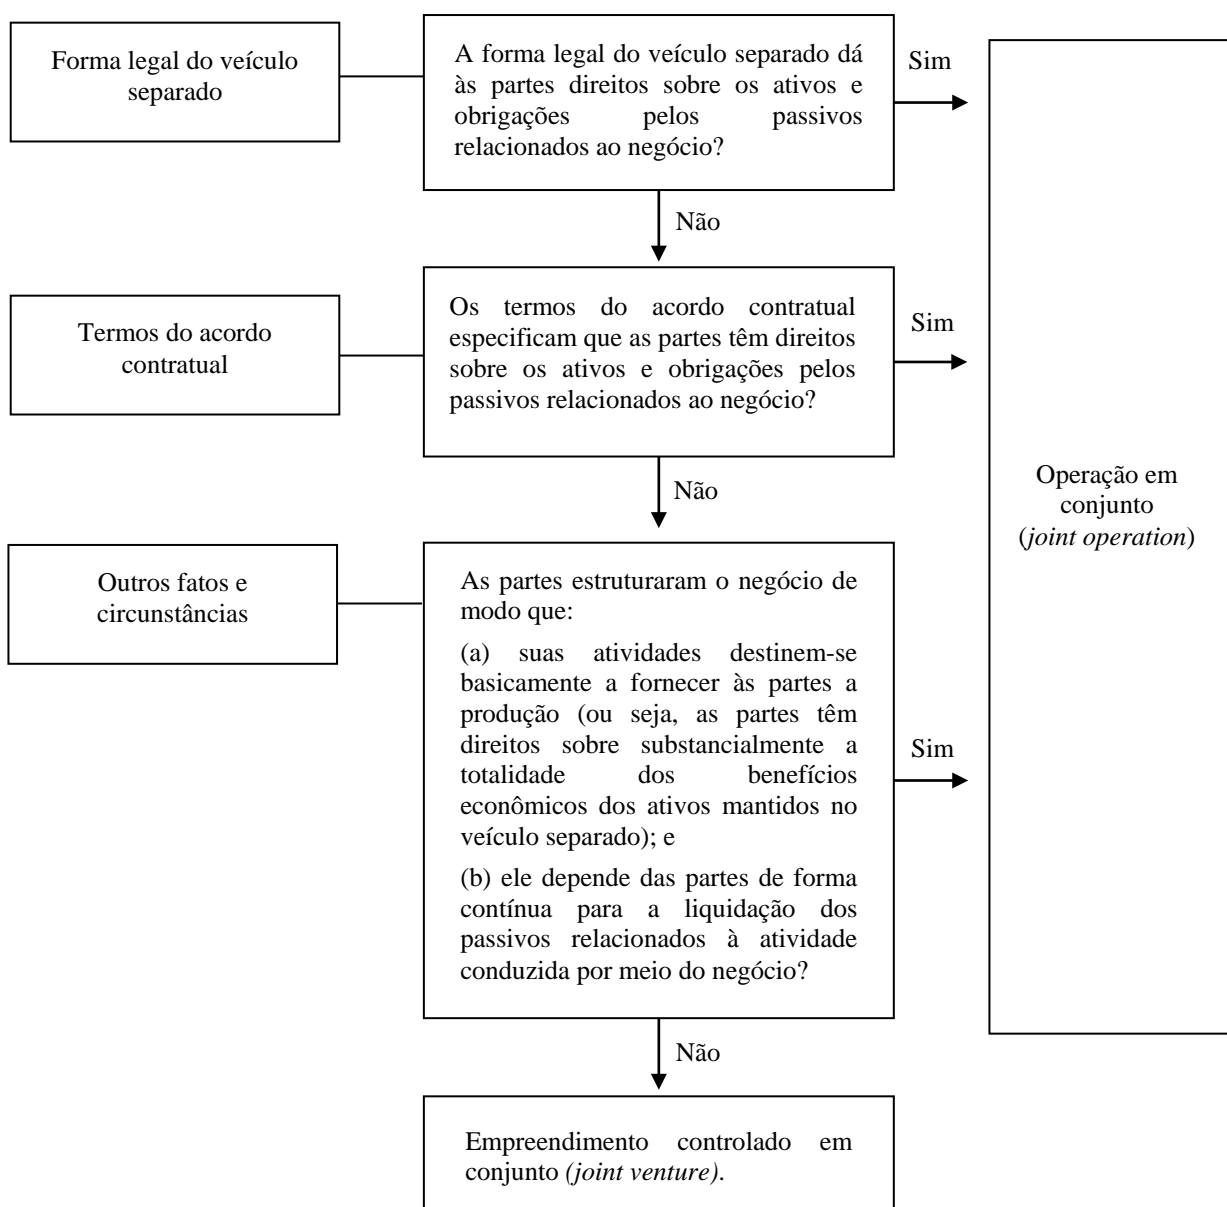 Forma legal do veículo
separado
A forma legal do veículo separado dá
às partes direitos sobre os ativos e
obrigações pelos passivos
relacionados ao negócio?
Sim
Não
Termos do acordo
contratual
Os termos do acordo contratual
especificam que as partes têm direitos
sobre os ativos e obrigações pelos
passivos relacionados ao negócio?
Sim
Não
Operação em
conjunto
(joint operation)
Outros fatos e
circunstâncias
As partes estruturaram o negócio de
modo que:
(a) suas atividades destinem-se
basicamente a fornecer às partes a
produção (ou seja, as partes têm
direitos sobre substancialmente a
totalidade dos benefícios
econômicos dos ativos mantidos no
veículo separado); e
(b) ele depende das partes de forma
contínua para a liquidação dos
passivos relacionados à atividade
conduzida por meio do negócio?
Sim
Não
Empreendimento controlado em
conjunto (joint venture).